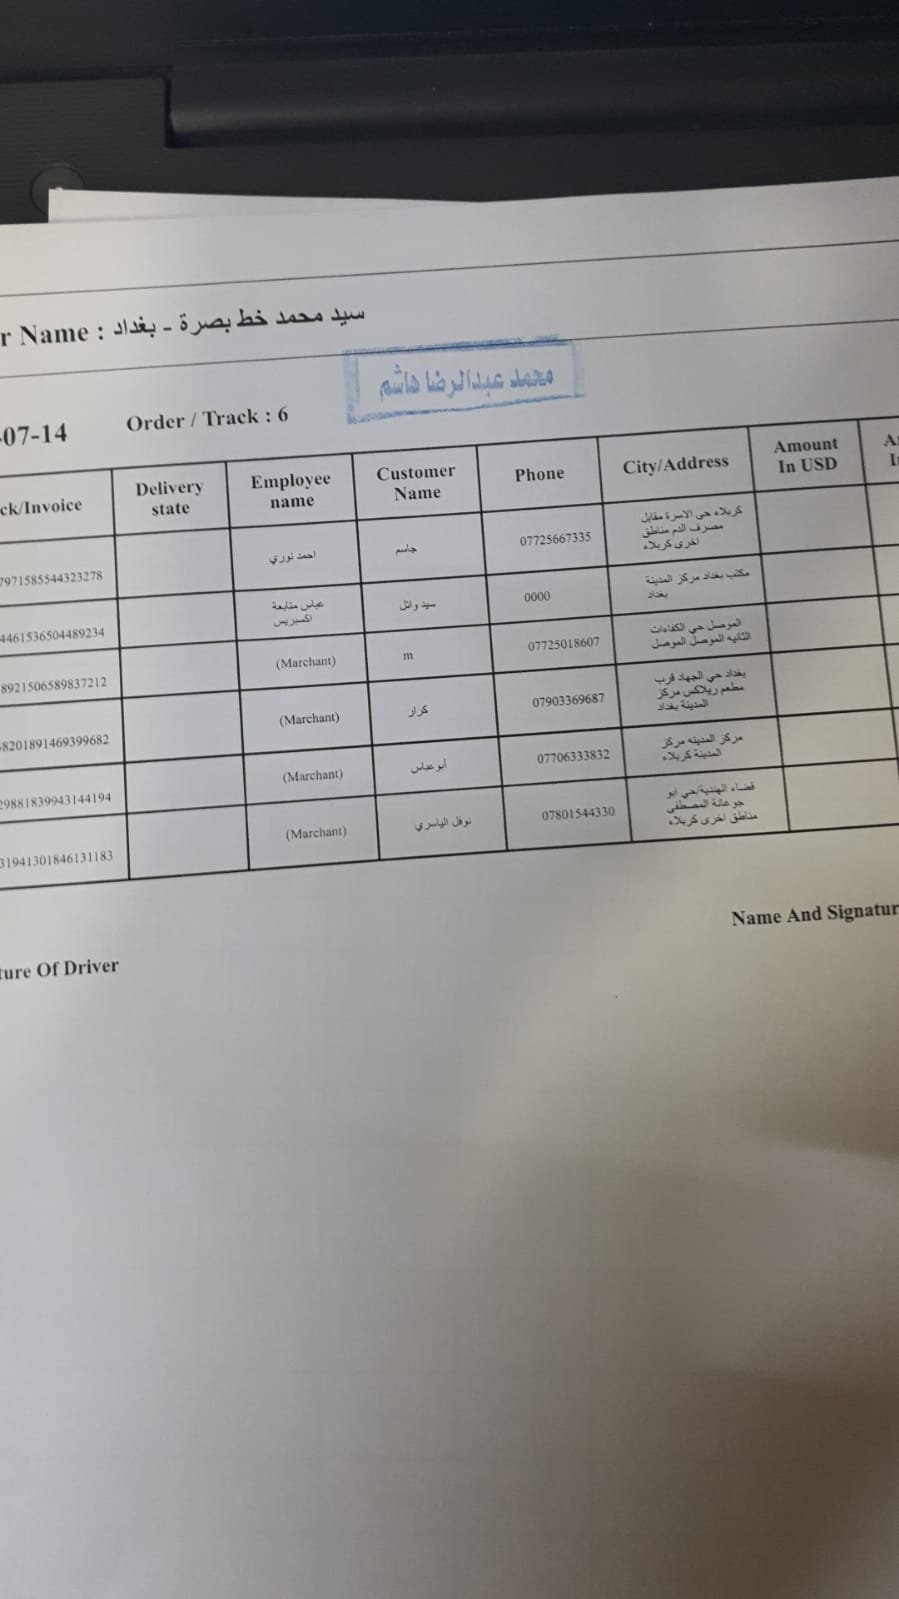 r Name : سيد محمد خط بصرة - بغداد
محمد عبدالرضا هاشم
-07-14 Order / Track : 6
ck/Invoice Delivery state Employee name Customer Name Phone City/Address Amount In USD
7971585544323278 احمد نوري جاسم 07725667335 كربلاء حي الاسرة مقابل
مصرف الدم مناطق
اخرى كربلاء
4461536504489234 عباس متابعة اكسبريس سيد وائل 0000 مكتب بغداد مركز المدينة
بغداد
8921506589837212 (Marchant) m 07725018607 الموصل حي الكفاءات
الثانيه الموصل الموصل
8201891469399682 (Marchant) كرار 07903369687 بغداد حي الجهاد قرب
مطعم ريلاكس مركز
المدينة بغداد
29881839943144194 (Marchant) أبو عباس 07706333832 مركز المدينه مركز
المدينة كربلاء
31941301846131183 (Marchant) نوفل الياسري 07801544330 قضاء الهندية/حي ابو
جوعانة المصطفى
مناطق اخرى كربلاء
Name And Signatur
ture Of Driver